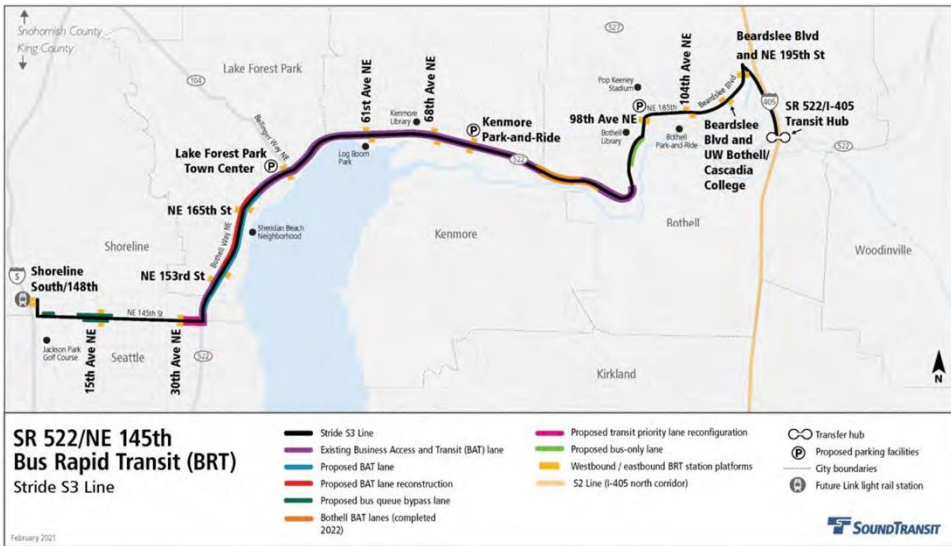 Snohomish County
King County
Lake Forest Park
104
Ballinger Way NE
61st Ave NE
68th Ave NE
Kenmore
Library
P
Kenmore
Park-and-Ride
Lake Forest Park
Town Center
P
Log Boom
Park
522
NE 165th St
Bothell Way NE
Sheridan Beach
Neighborhood
Shoreline
NE 153rd St
5
Shoreline
South/148th
NE 145th St
Jackson Park
Golf Course
15th Ave NE
Seattle
30th Ave NE
522
Kenmore
527
Pop Keeney
Stadium
P
98th Ave NE
Bothell
Library
NE 185th
104th Ave NE
Bothell
Park-and-Ride
Beardslee Blvd
Beardslee Blvd
and NE 195th St
405
SR 522/I-405
Transit Hub
522
Beardslee
Blvd and
UW Bothell/
Cascadia
College
Bothell
Woodinville
Kirkland
N
SR 522/NE 145th
Bus Rapid Transit (BRT)
Stride S3 Line
February 2021
Stride S3 Line
Existing Business Access and Transit (BAT) lane
Proposed BAT lane
Proposed BAT lane reconstruction
Proposed bus queue bypass lane
Bothell BAT lanes (completed
2022)
Proposed transit priority lane reconfiguration
Proposed bus-only lane
Westbound / eastbound BRT station platforms
S2 Line (I-405 north corridor)
Transfer hub
P Proposed parking facilities
City boundaries
Future Link light rail station
SOUNDTRANSIT